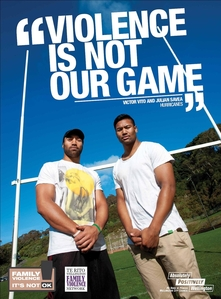 “VIOLENCE
IS NOT
OUR GAME”
VICTOR VITO AND JULIAN SAVEA
HURRICANES
FAMILY
VIOLENCE
IT'S NOT OK
TE RITO
FAMILY
VIOLENCE
NETWORK
Absolutely
POSITIVELY
Wellington